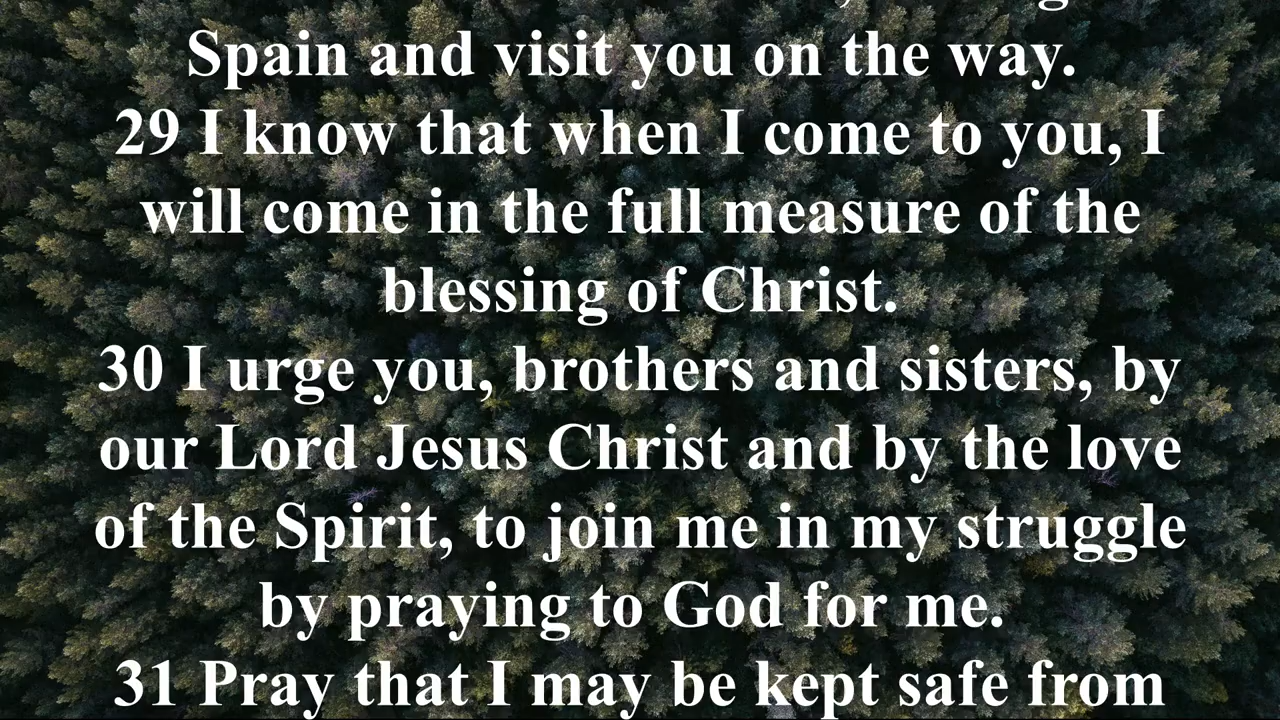 Spain and visit you on the way.
29 I know that when I come to you, I
will come in the full measure of the
blessing of Christ.
30 I urge you, brothers and sisters, by
our Lord Jesus Christ and by the love
of the Spirit, to join me in my struggle
by praying to God for me.
31 Pray that I may be kept safe from